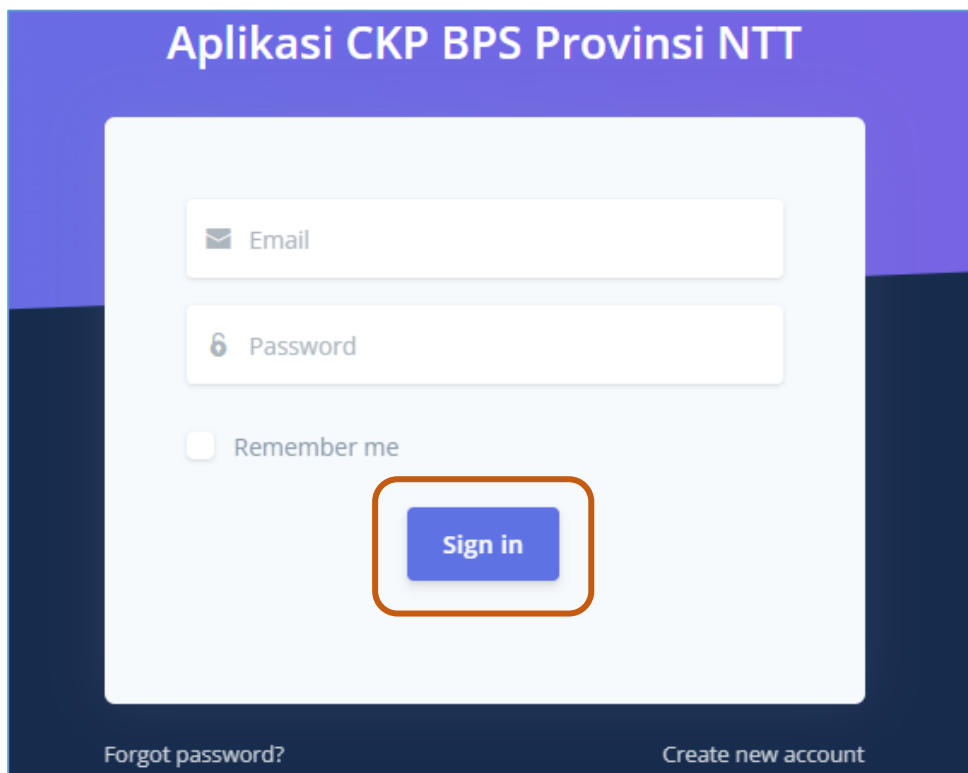 Aplikasi CKP BPS Provinsi NTT
Email
Password
Remember me
Sign in
Forgot password?
Create new account